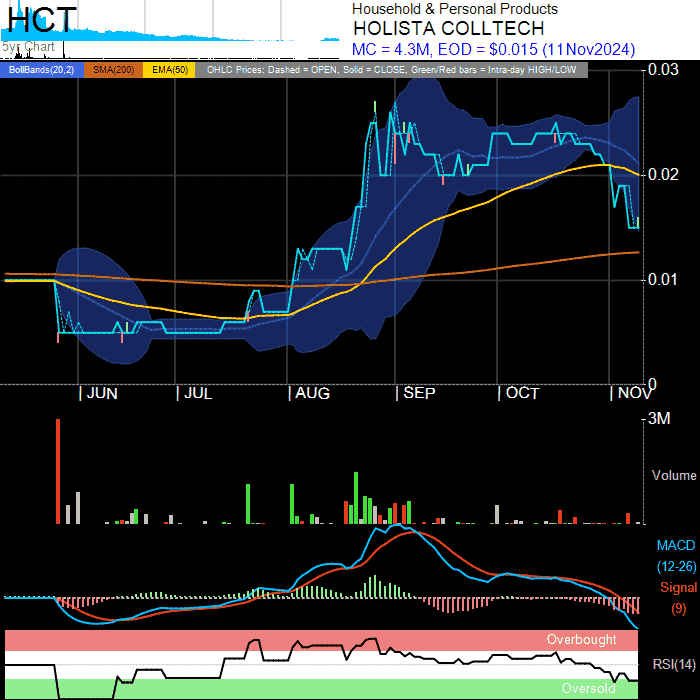 HCT
5yr Chart
Household & Personal Products
HOLISTA COLLTECH
MC = 4.3M, EOD = $0.015 (11Nov2024)
BollBands(20,2) SMA(200) EMA(50) OHLC Prices: Dashed = OPEN, Solid = CLOSE, Green/Red bars = Intra-day HIGH/LOW
0.03
0.02
0.01
0
| JUN | JUL | AUG | SEP | OCT | NOV
3M
Volume
MACD
(12-26)
Signal
(9)
Overbought
RSI(14)
Oversold